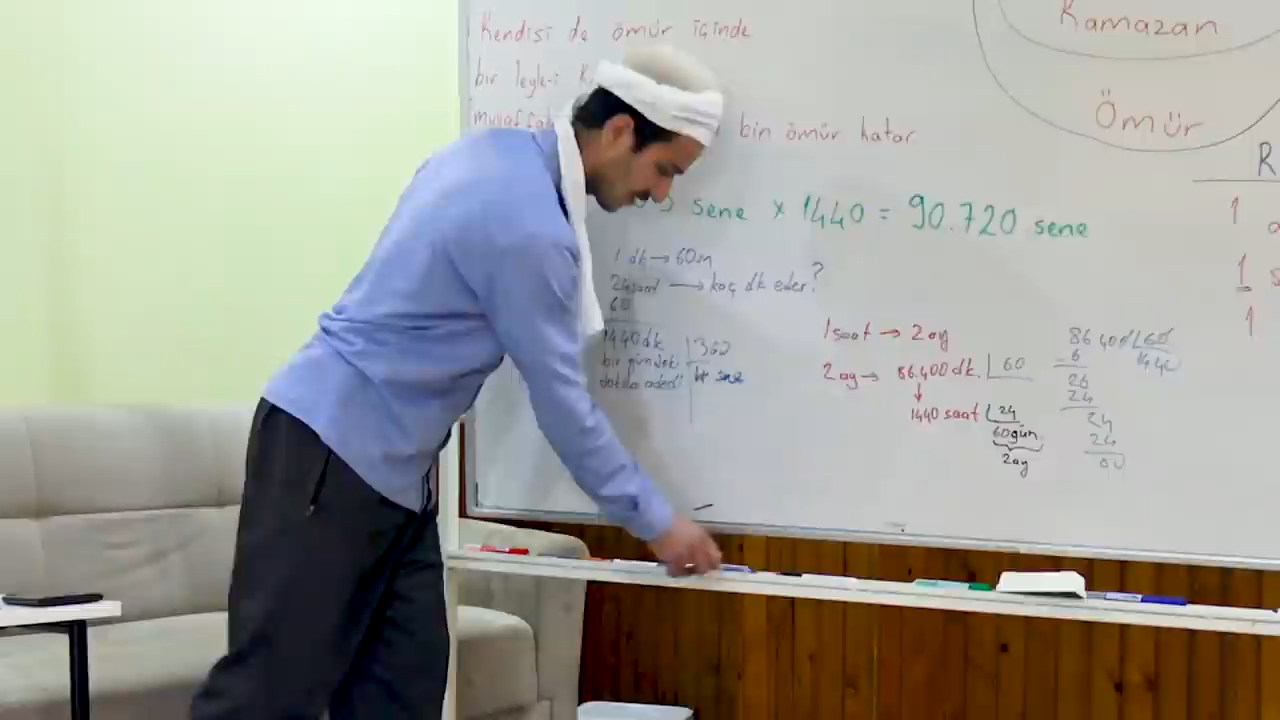 Kendisi de ömür içinde
bir leyle-i
bin ömür katar
sene x 1440 = 90.720 sene
1 dk → 60sn
24 saat → kaç dk eder?
60
1440 dk 360
bir gündeki bir sene
dakika adedi
1 saat → 2 ay
2 ay → 86.400 dk. 60
↓
1440 saat 24
60 gün
2 ay
86 400 60
6 1440
26
24
24
24
00
Ramazan
Ömür
R
1
1 s
1